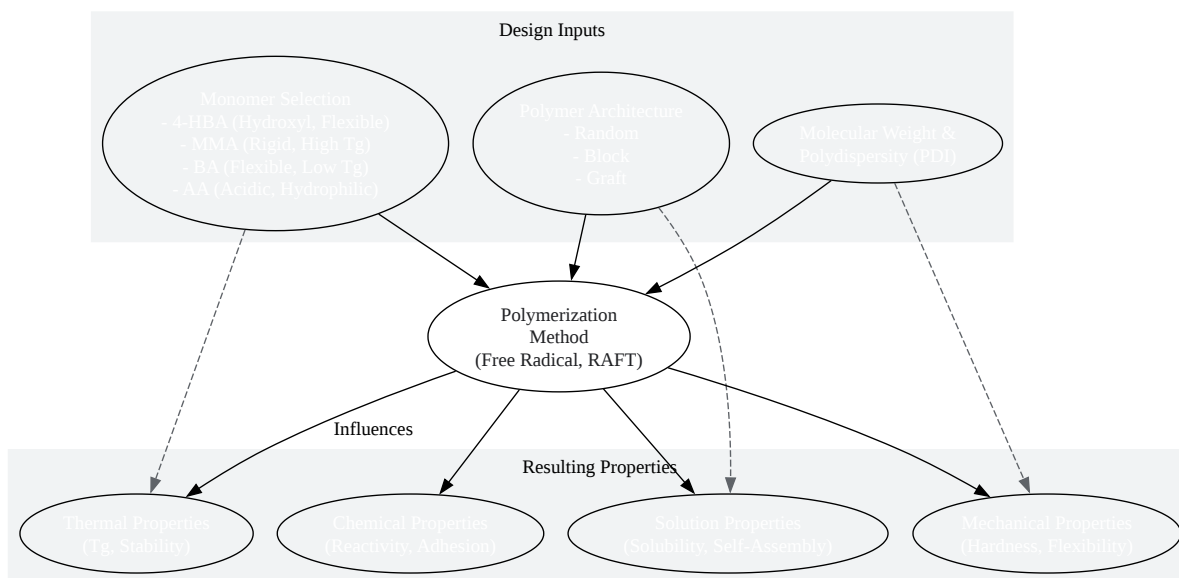 Design Inputs
Monomer Selection
- 4-HBA (Hydroxyl, Flexible)
- MMA (Rigid, High Tg)
- BA (Flexible, Low Tg)
- AA (Acidic, Hydrophilic)
Polymer Architecture
- Random
- Block
- Graft
Molecular Weight &
Polydispersity (PDI)
Polymerization
Method
(Free Radical, RAFT)
Influences
Resulting Properties
Thermal Properties
(Tg, Stability)
Chemical Properties
(Reactivity, Adhesion)
Solution Properties
(Solubility, Self-Assembly)
Mechanical Properties
(Hardness, Flexibility)